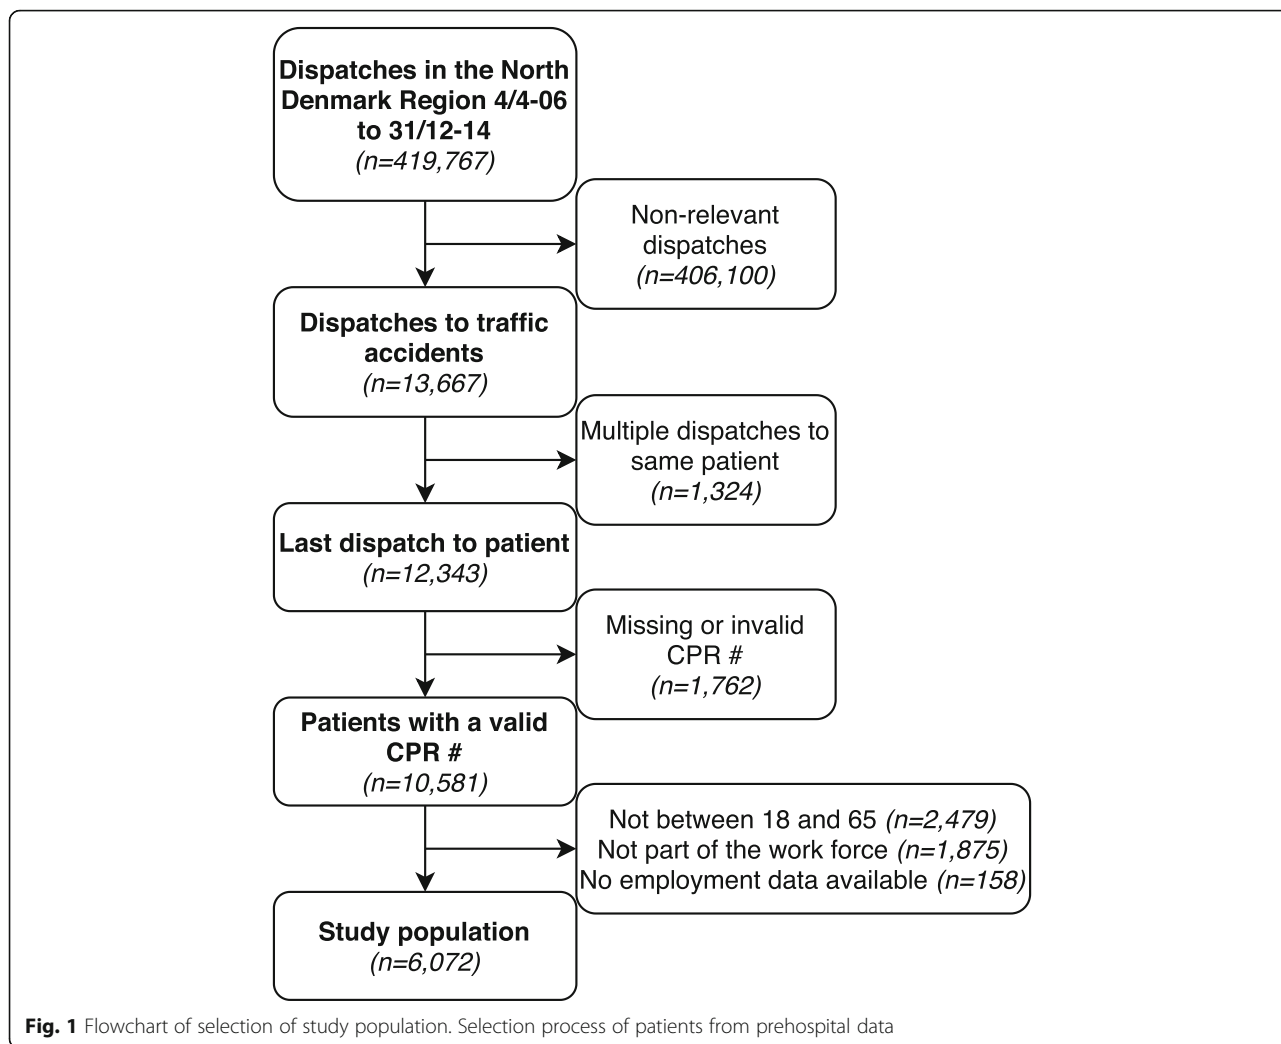 Dispatches in the North
Denmark Region 4/4-06
to 31/12-14
(n=419,767)
Non-relevant
dispatches
(n=406,100)
Dispatches to traffic
accidents
(n=13,667)
Multiple dispatches to
same patient
(n=1,324)
Last dispatch to patient
(n=12,343)
Missing or invalid
CPR #
(n=1,762)
Patients with a valid
CPR #
(n=10,581)
Not between 18 and 65 (n=2,479)
Not part of the work force (n=1,875)
No employment data available (n=158)
Study population
(n=6,072)
Fig. 1 Flowchart of selection of study population. Selection process of patients from prehospital data